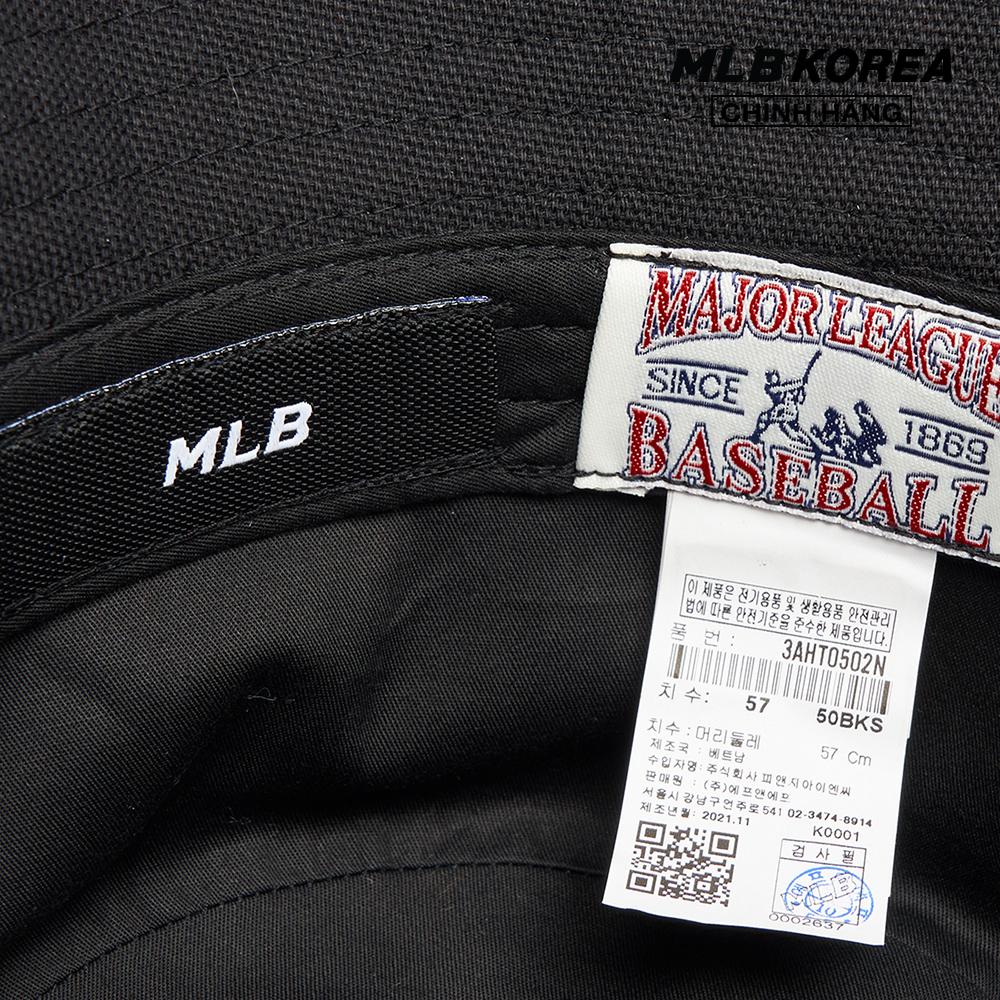 MLB KOREA
CHINH HANG
MLB
MAJOR LEAGUE
SINCE
1869
BASEBALL
이 제품은 전기용품 및 생활용품 안전관리
법에 따른 안전기준을 준수한 제품입니다.
품 번 : 3AHT0502N
치 수: 57 50BKS
치수 : 머리둘레 57 Cm
제조국 : 베트남
수입자명: 주식회사 피앤지아이엔씨
판매원 : (주)에프앤에프
서울시 강남구 언주로 541 02-3474-8914
제조년월: 2021.11
K0001
검 사 필
0002637